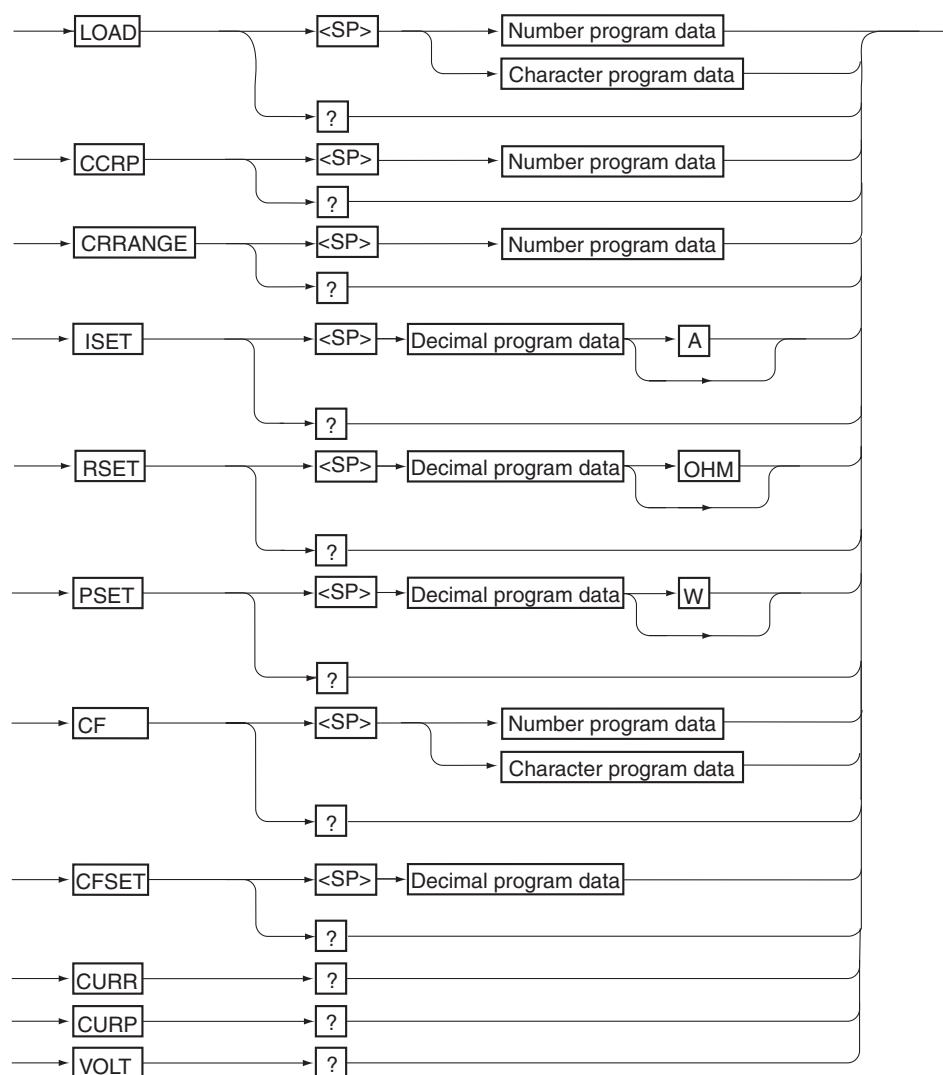 LOAD <SP> Number program data
Character program data
?
CCRP <SP> Number program data
?
CRRANGE <SP> Number program data
?
ISET <SP> Decimal program data A
?
RSET <SP> Decimal program data OHM
?
PSET <SP> Decimal program data W
?
CF <SP> Number program data
Character program data
?
CFSET <SP> Decimal program data
?
CURR ?
CURP ?
VOLT ?